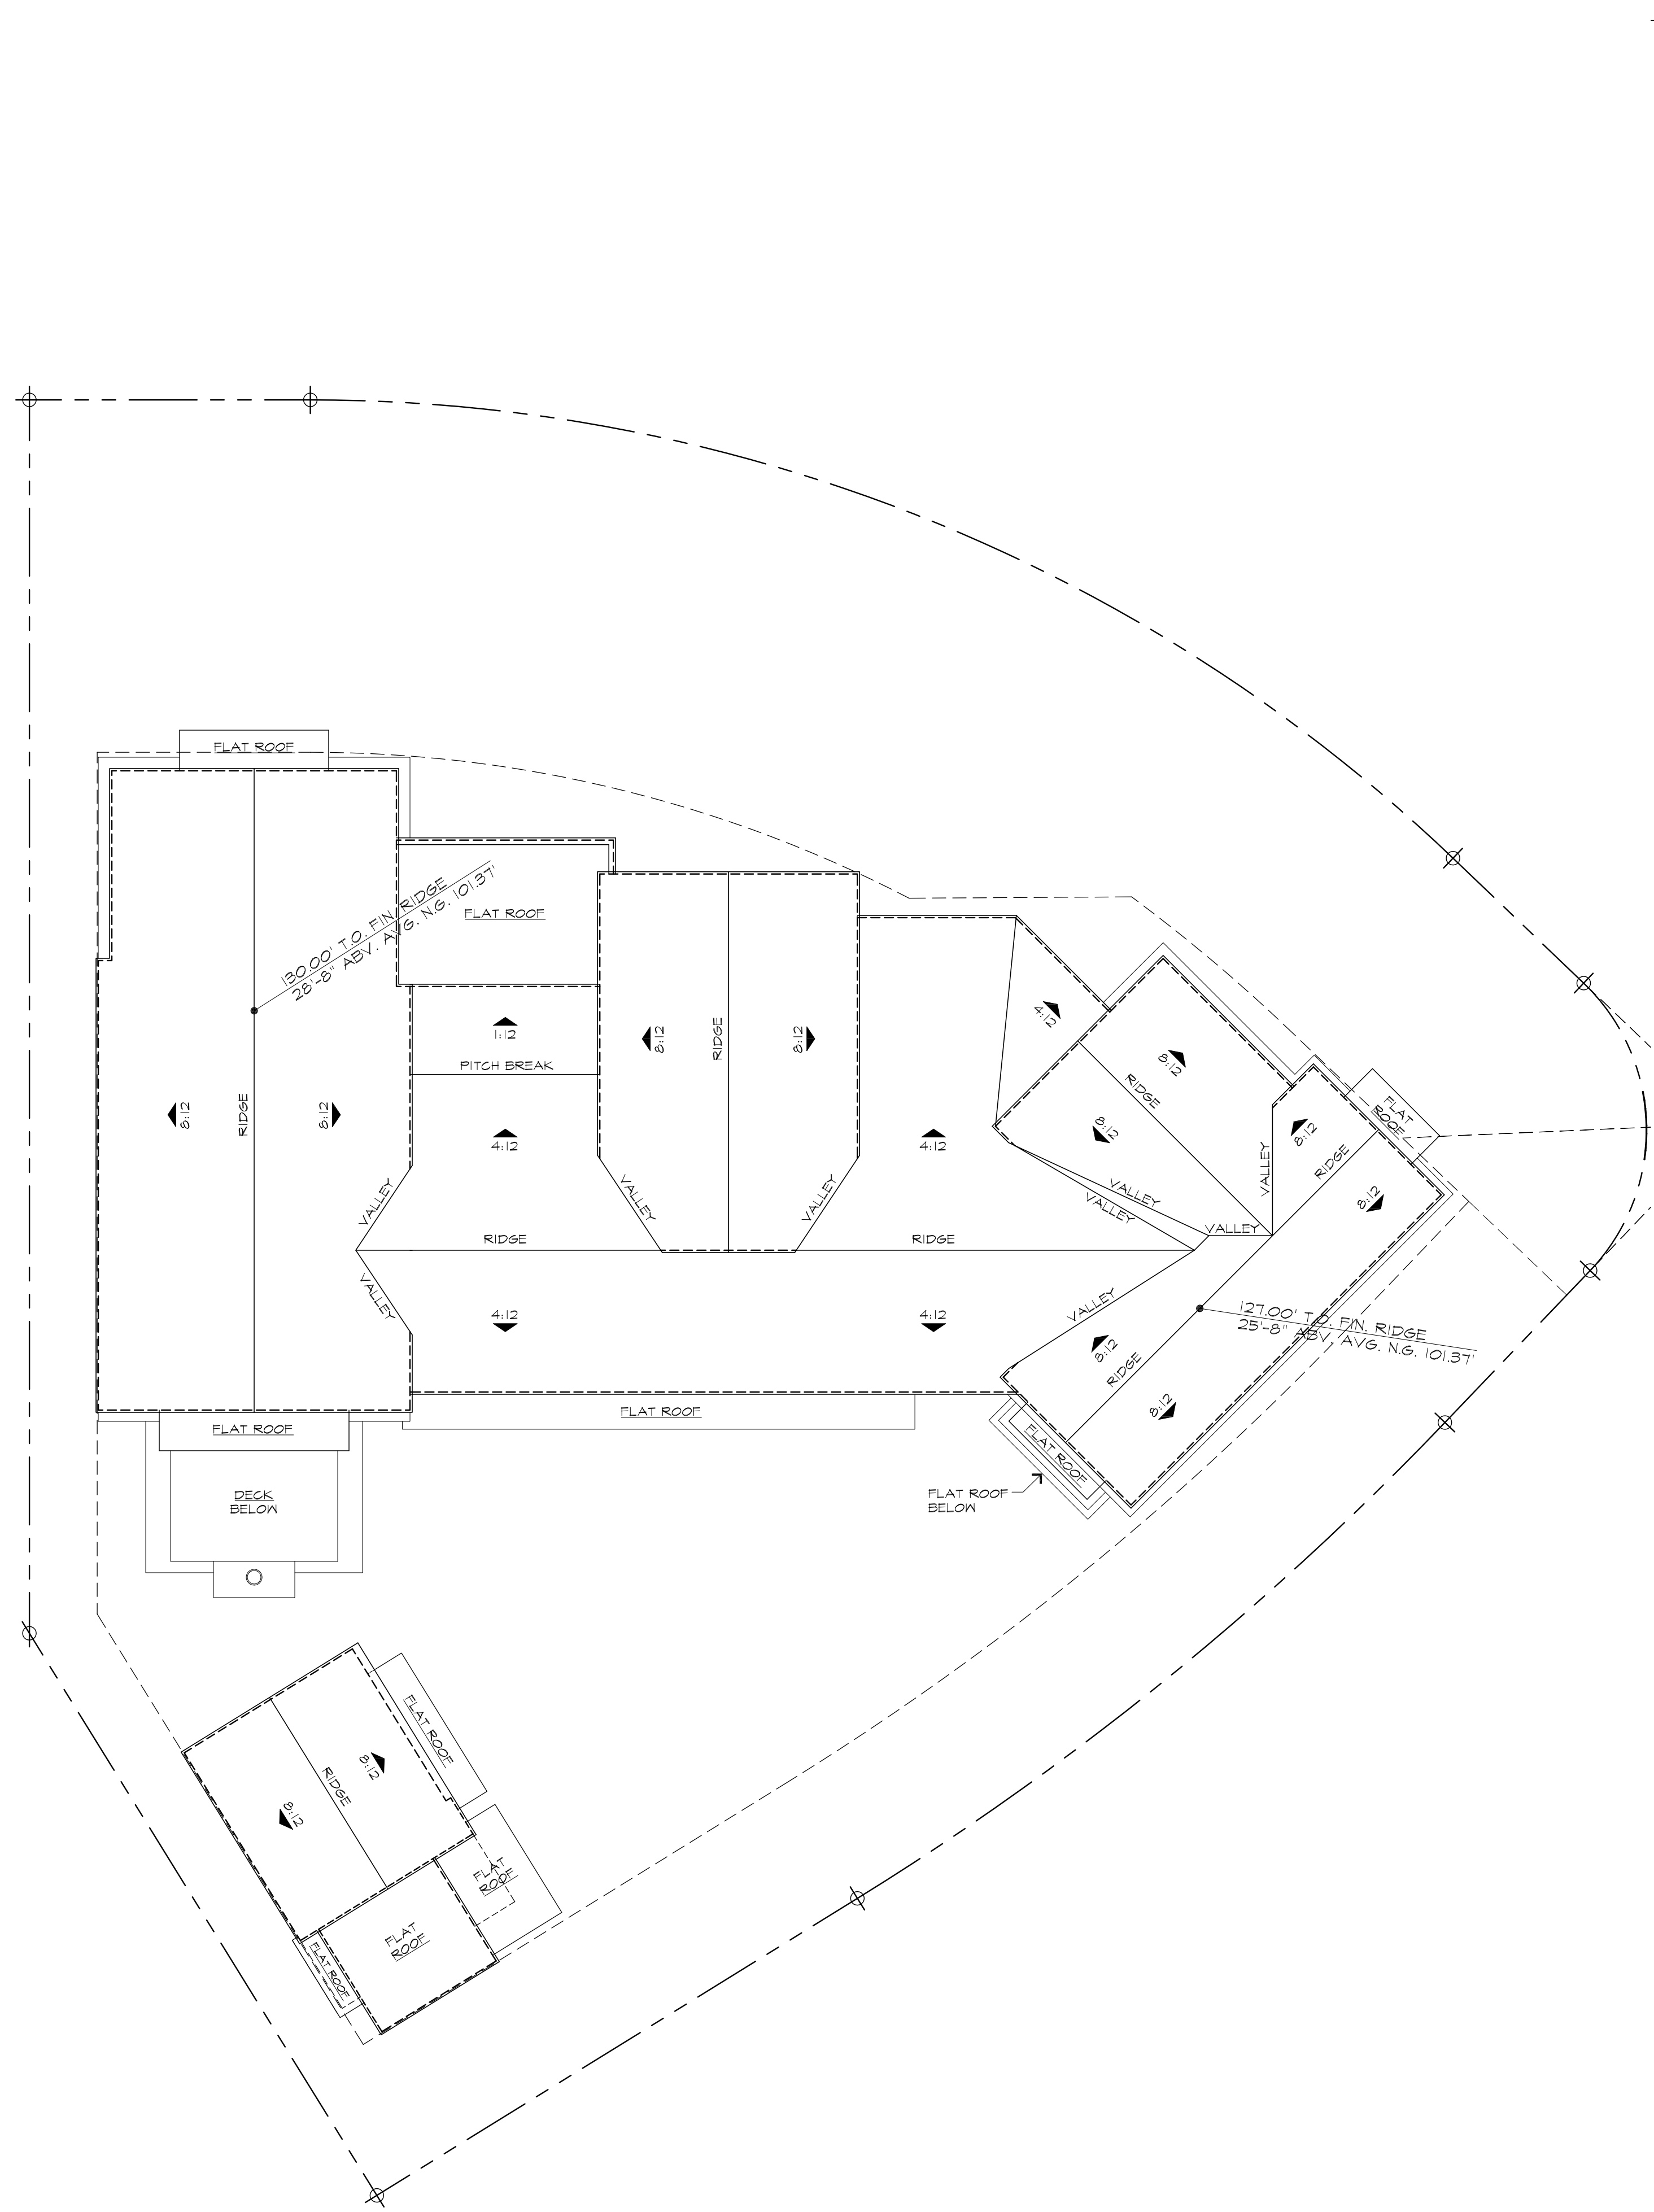 FLAT ROOF
130.00' T.O. FIN. RIDGE
28'-8" ABV. AVG. N.G. 101.37'
FLAT ROOF
1:12
PITCH BREAK
RIDGE
8:12
8:12
RIDGE
8:12
8:12
4:12
VALLEY
VALLEY
VALLEY
VALLEY
RIDGE
4:12
4:12
RIDGE
4:12
4:12
8:12
RIDGE
8:12
VALLEY
VALLEY
VALLEY
VALLEY
8:12
RIDGE
8:12
FLAT
ROOF
127.00' T.O. FIN. RIDGE
25'-8" ABV. AVG. N.G. 101.37'
VALLEY
8:12
RIDGE
8:12
FLAT ROOF
FLAT ROOF
BELOW
FLAT ROOF
FLAT ROOF
DECK
BELOW
FLAT ROOF
8:12
RIDGE
8:12
FLAT
ROOF
FLAT
ROOF
FLAT ROOF